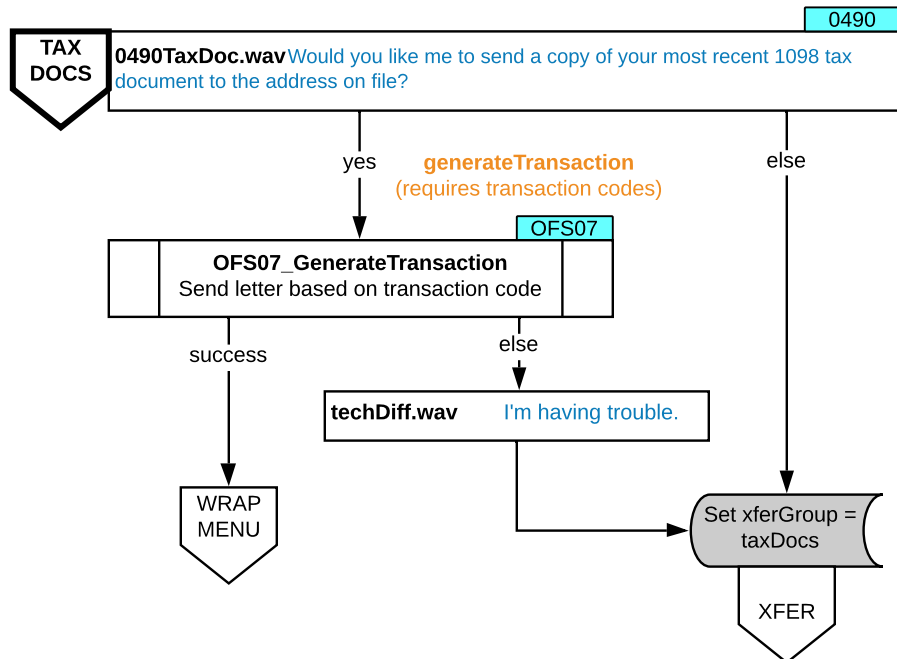 0490
TAX
DOCS
0490TaxDoc.wav Would you like me to send a copy of your most recent 1098 tax
document to the address on file?
yes
generateTransaction
(requires transaction codes)
else
OFS07
OFS07_GenerateTransaction
Send letter based on transaction code
success
else
techDiff.wav I'm having trouble.
WRAP
MENU
Set xferGroup =
taxDocs
XFER